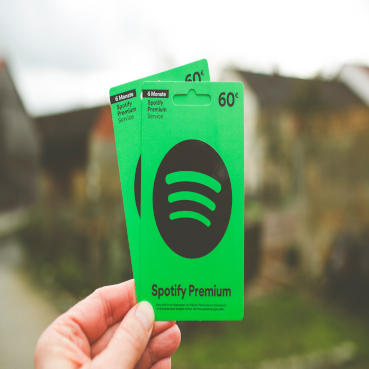 6 Monate
Spotify
Premium
Service
60€
6 Monate
Spotify
Premium
Service
60€
Spotify Premium